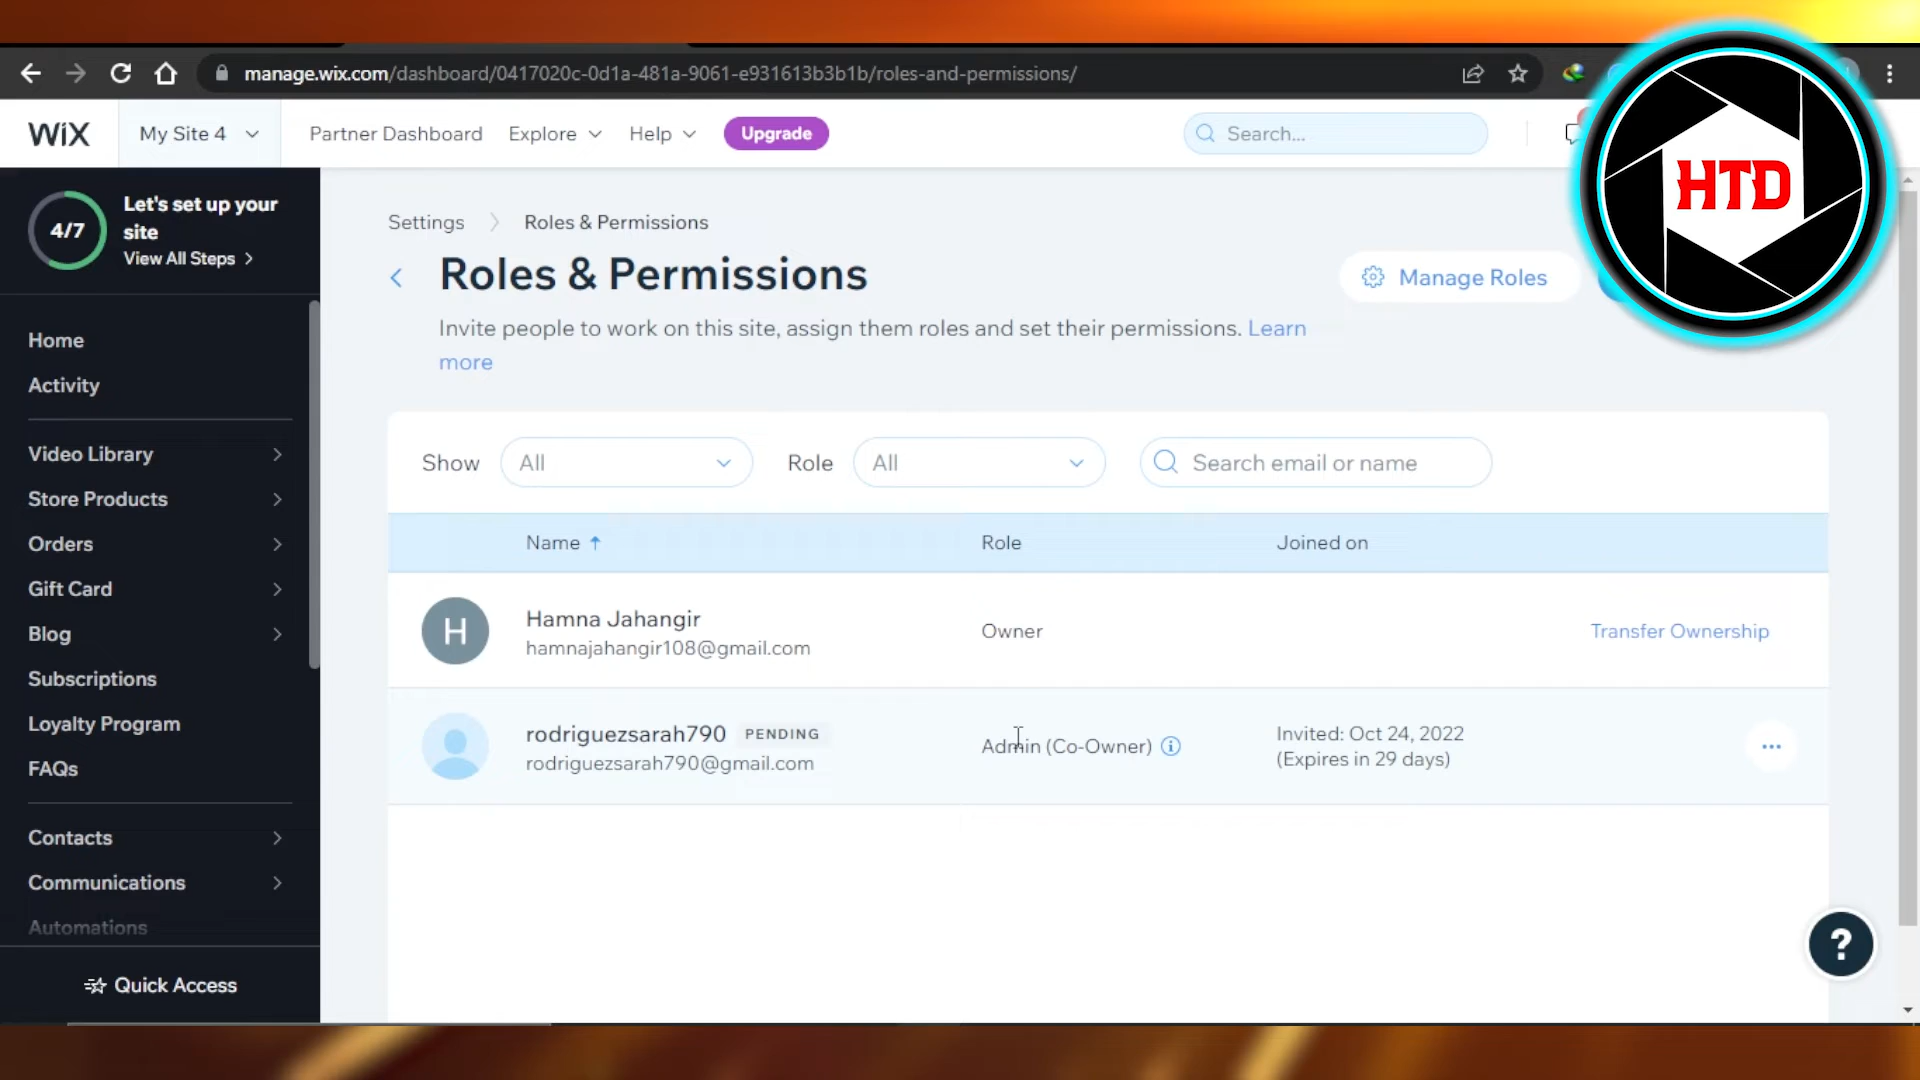 manage.wix.com/dashboard/0417020c-0d1a-481a-9061-e931613b3b1b/roles-and-permissions/
WiX
My Site 4
Partner Dashboard
Explore
Help
Upgrade
Search...
HTD
4/7
Let's set up your
site
View All Steps
Home
Activity
Video Library
Store Products
Orders
Gift Card
Blog
Subscriptions
Loyalty Program
FAQs
Contacts
Communications
Automations
Quick Access
Settings
Roles & Permissions
Roles & Permissions
Manage Roles
Invite people to work on this site, assign them roles and set their permissions. Learn
more
Show
All
Role
All
Search email or name
Name
Role
Joined on
H
Hamna Jahangir
hamnajahangir108@gmail.com
Owner
Transfer Ownership
rodriguezsarah790
PENDING
rodriguezsarah790@gmail.com
Admin (Co-Owner)
Invited: Oct 24, 2022
(Expires in 29 days)
?